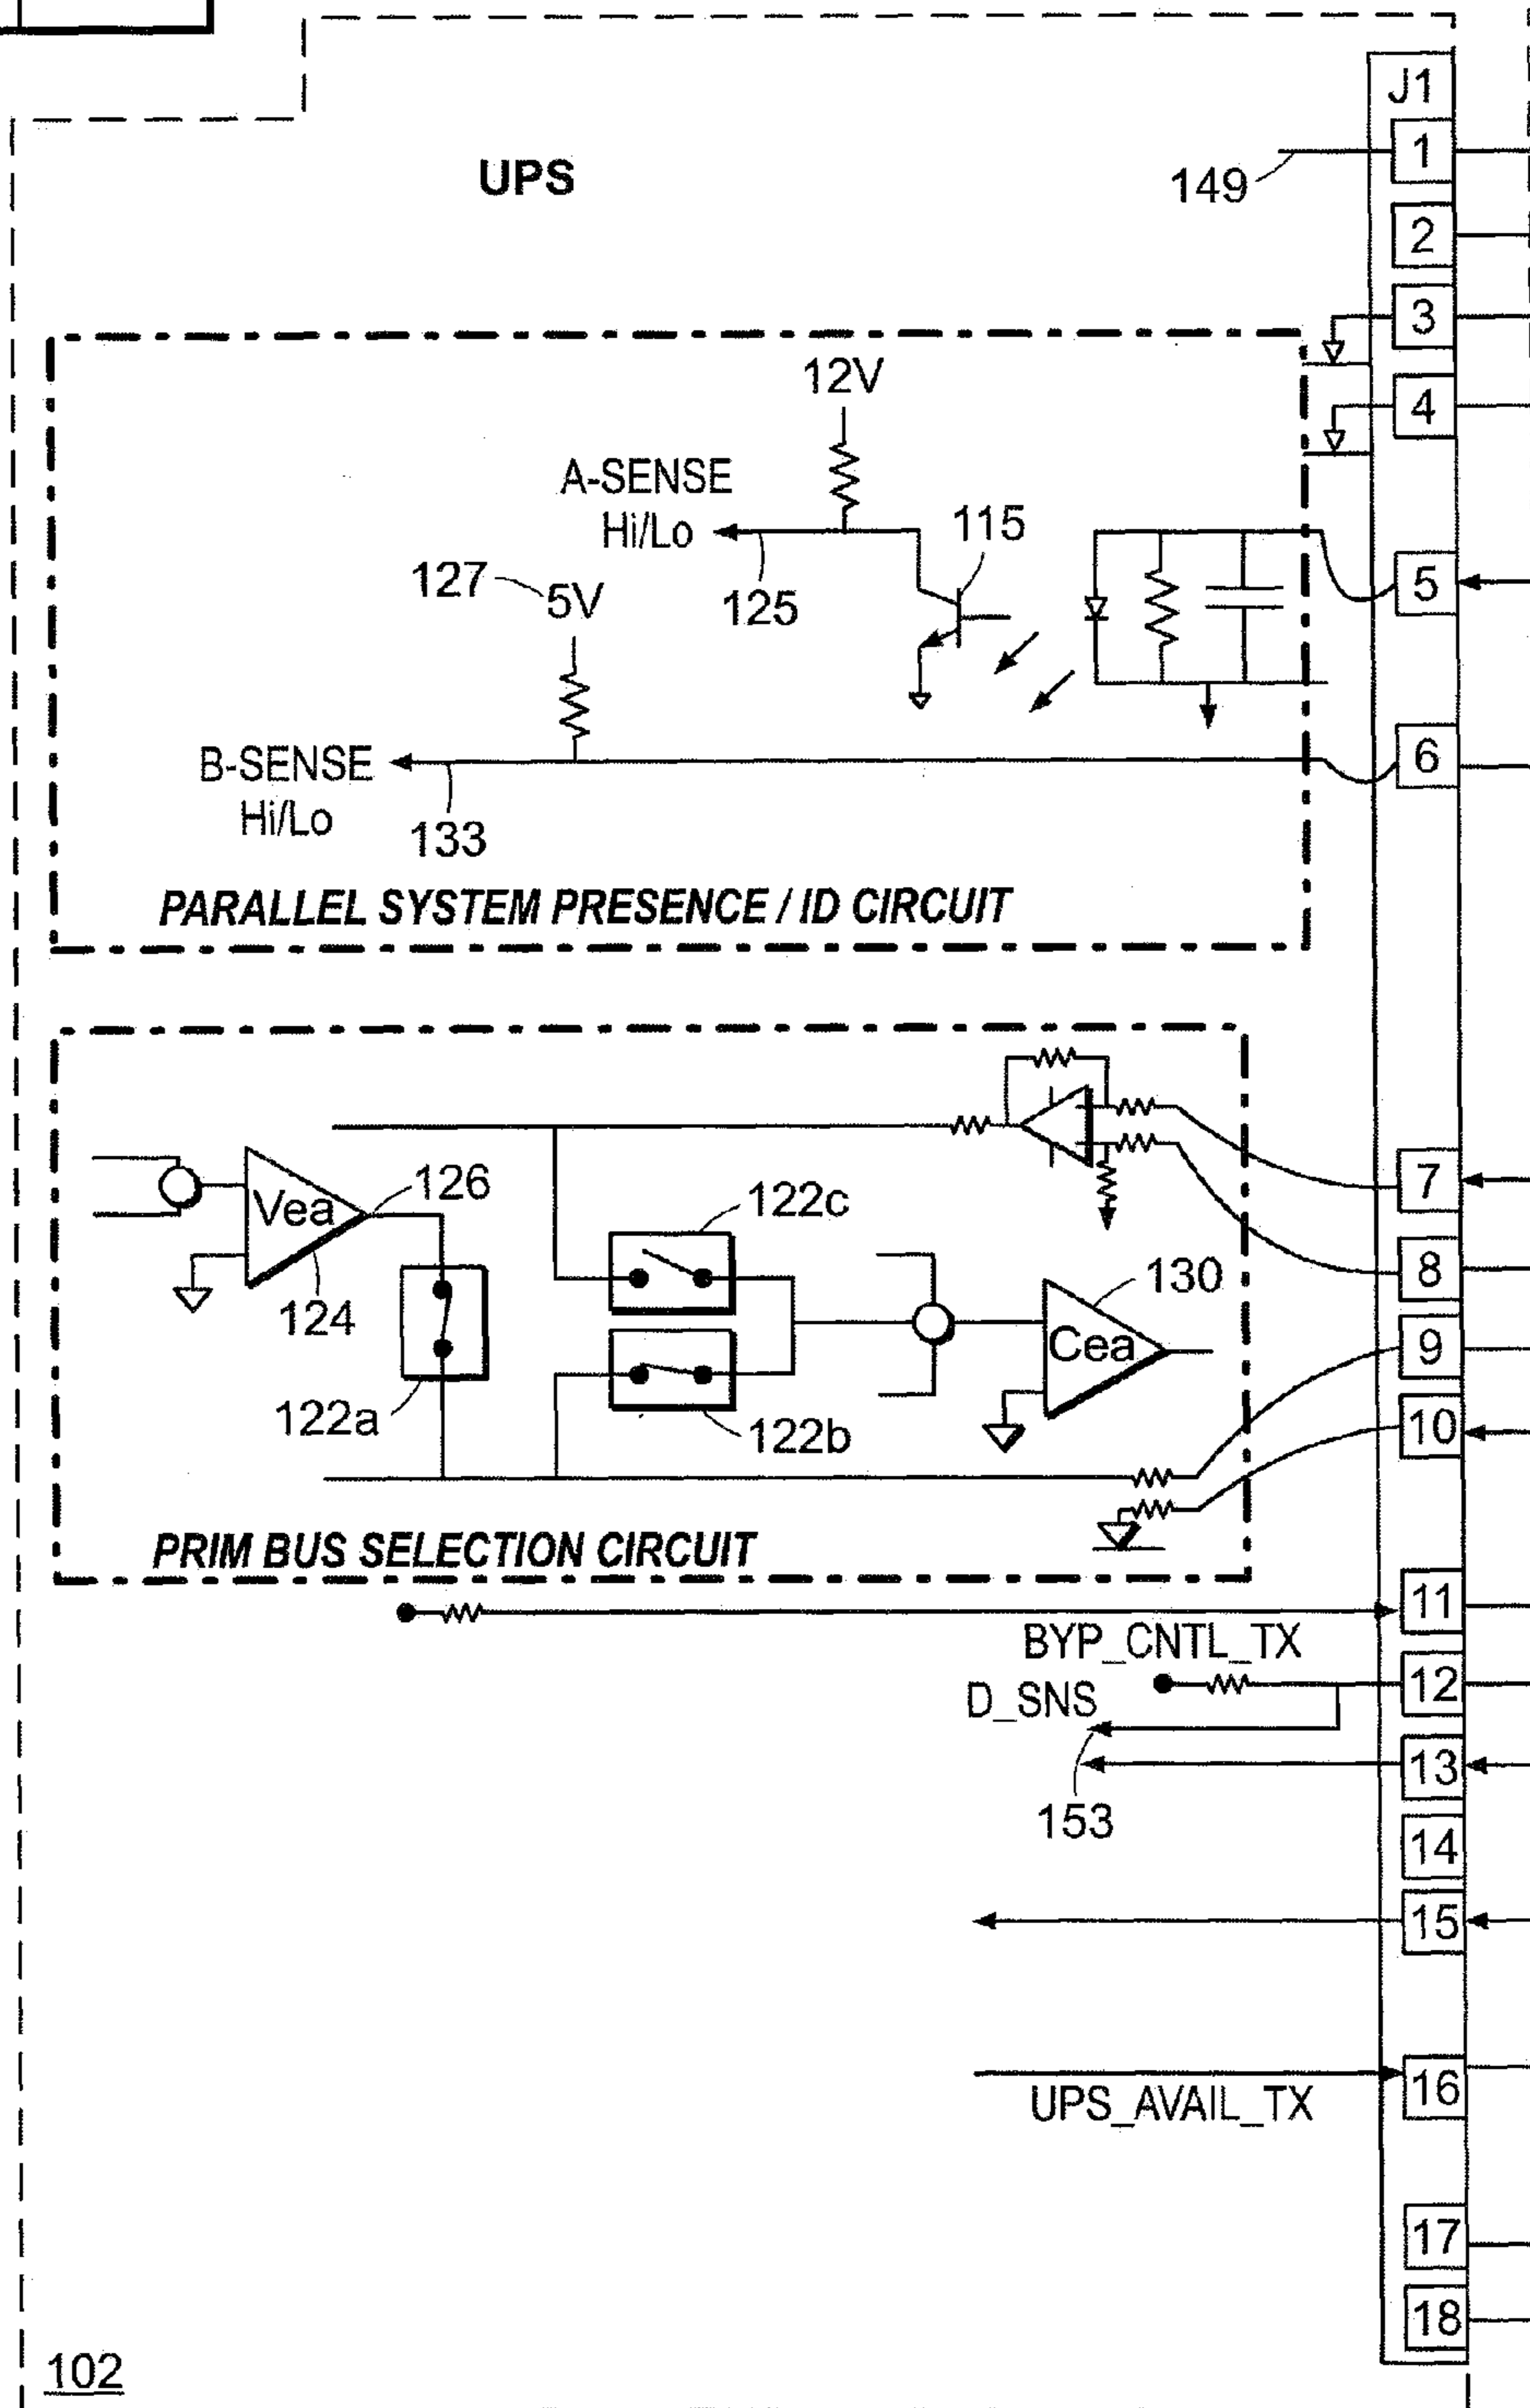 J1
1
149
UPS
2
3
12V
4
A-SENSE
Hi/Lo
115
127
5V
125
5
B-SENSE
Hi/Lo
133
6
PARALLEL SYSTEM PRESENCE / ID CIRCUIT
7
126
122c
Vea
8
130
124
Cea
9
122a
122b
10
PRIM BUS SELECTION CIRCUIT
11
BYP_CNTL_TX
12
D_SNS
13
153
14
15
16
UPS_AVAIL_TX
17
18
102